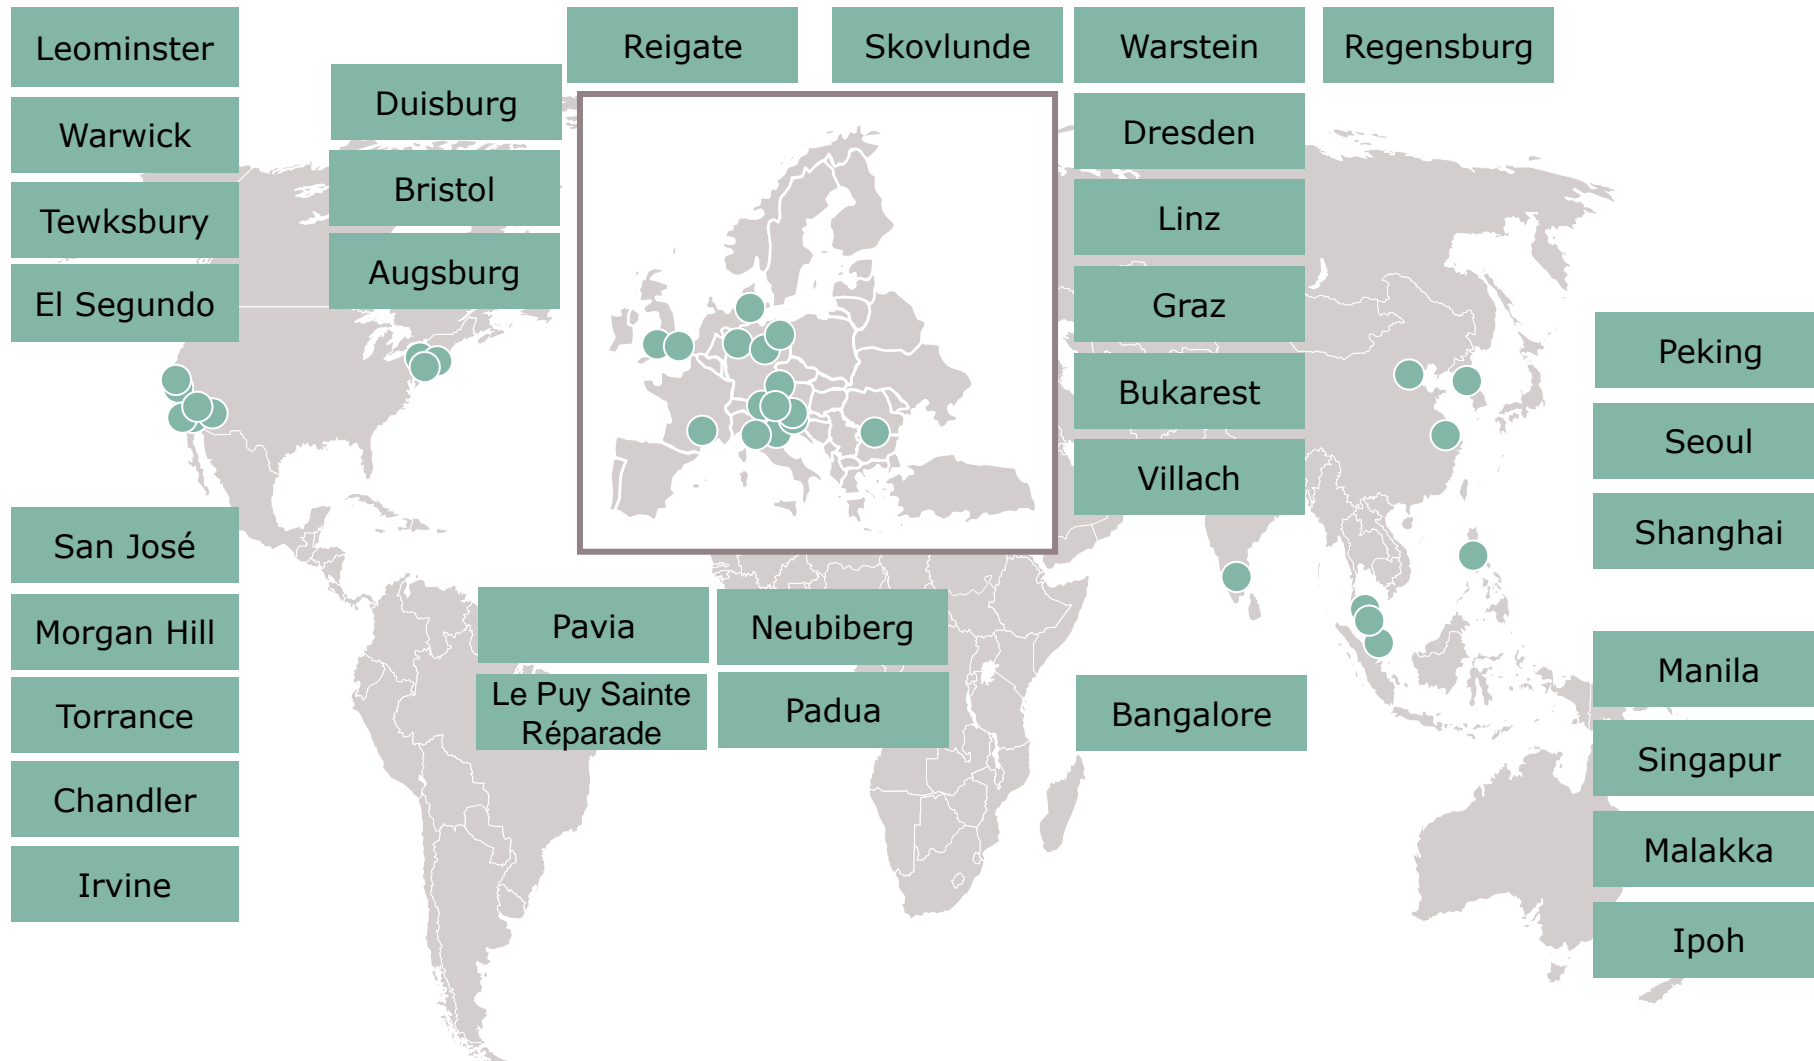 Leominster
Warwick
Tewksbury
El Segundo
Duisburg
Bristol
Augsburg
Reigate
Skovlunde
Warstein
Regensburg
Dresden
Linz
Graz
Bukarest
Villach
Peking
Seoul
Shanghai
San José
Morgan Hill
Torrance
Chandler
Irvine
Pavia
Neubiberg
Le Puy Sainte
Réparade
Padua
Bangalore
Manila
Singapur
Malakka
Ipoh